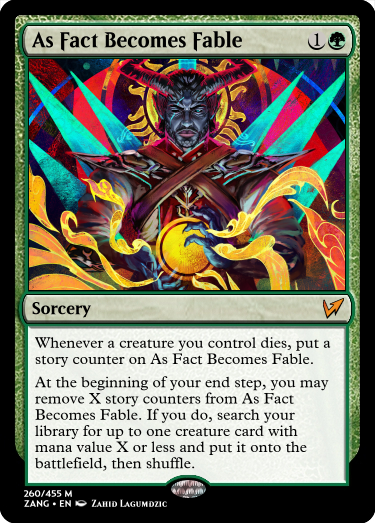 As Fact Becomes Fable 1
Sorcery
Whenever a creature you control dies, put a
story counter on As Fact Becomes Fable.
At the beginning of your end step, you may
remove X story counters from As Fact
Becomes Fable. If you do, search your
library for up to one creature card with
mana value X or less and put it onto the
battlefield, then shuffle.
260/455 M
ZANG • EN Zahid Lagumdzic